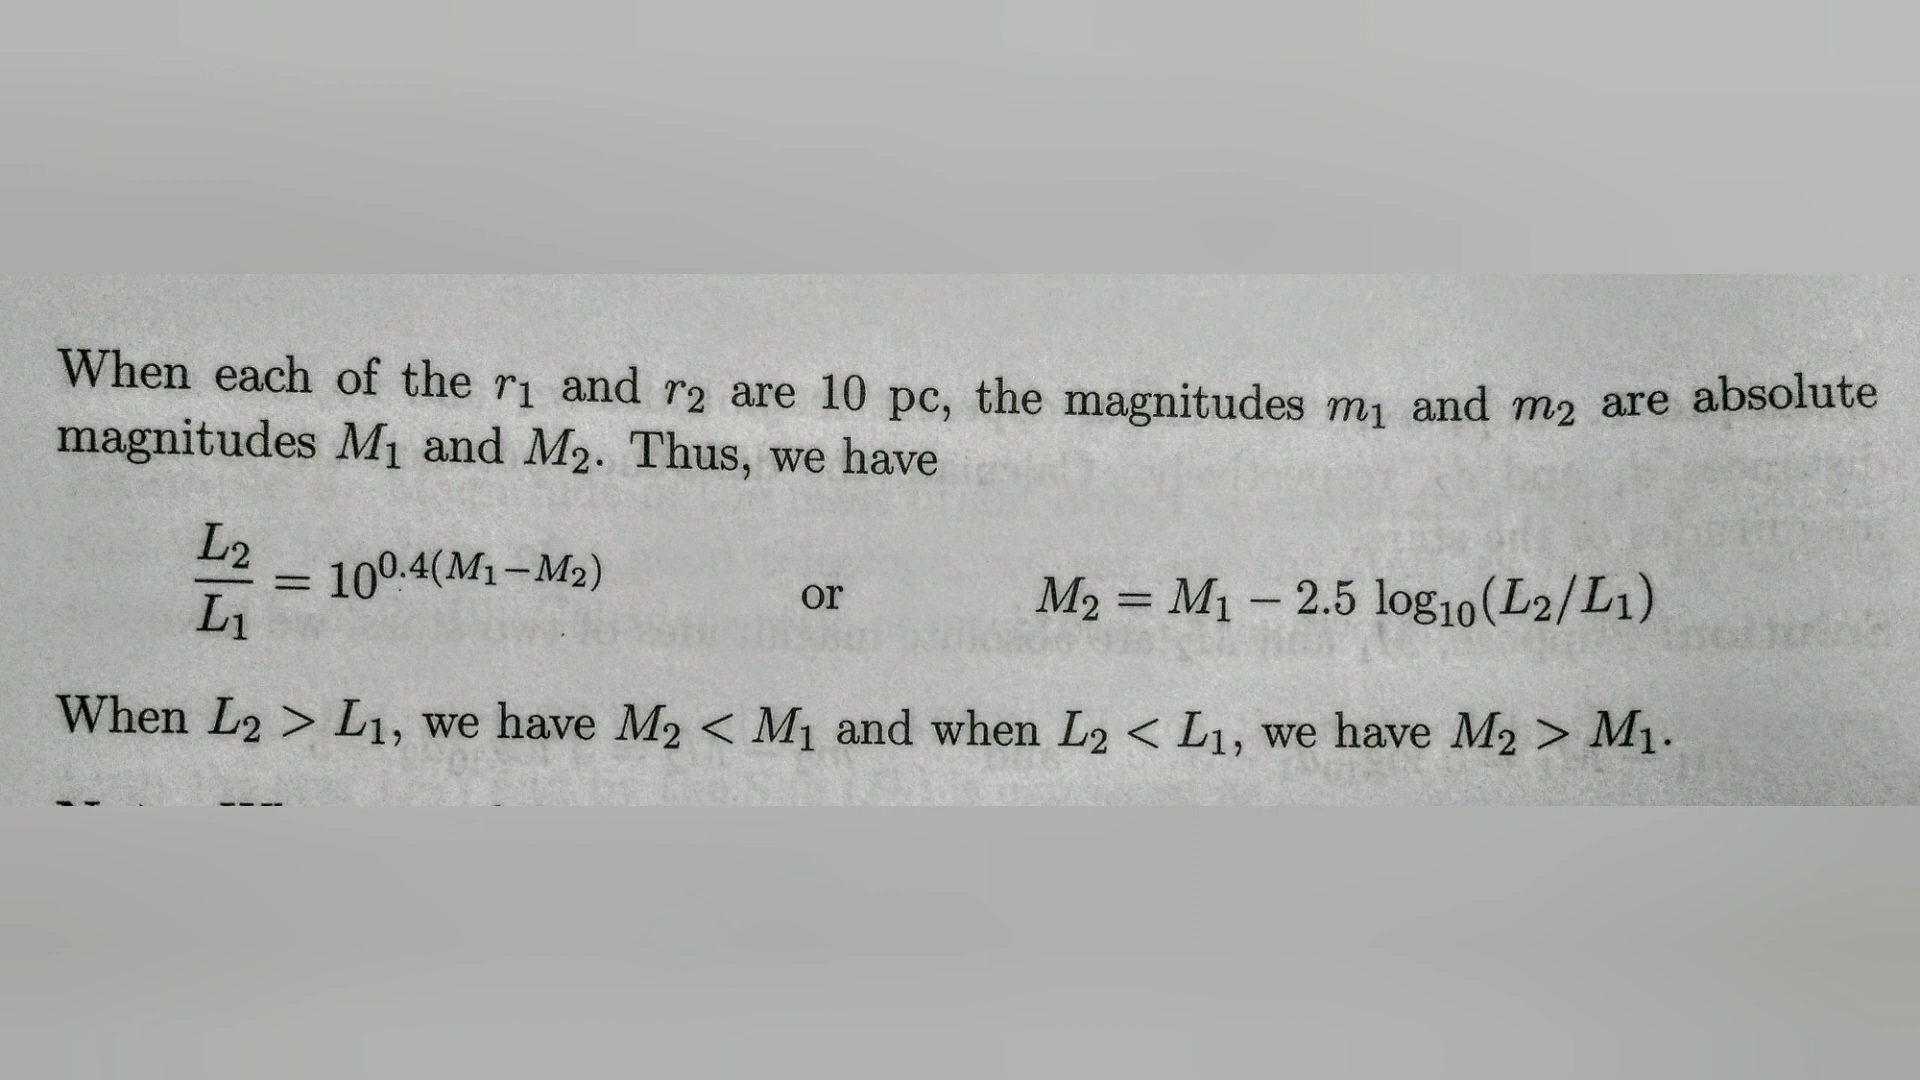 When each of the r₁ and r₂ are 10 pc, the magnitudes m₁ and m₂ are absolute
magnitudes M₁ and M₂. Thus, we have
L₂/L₁ = 10^0.4(M₁−M₂) or M₂ = M₁ − 2.5 log₁₀(L₂/L₁)
When L₂ > L₁, we have M₂ < M₁ and when L₂ < L₁, we have M₂ > M₁.